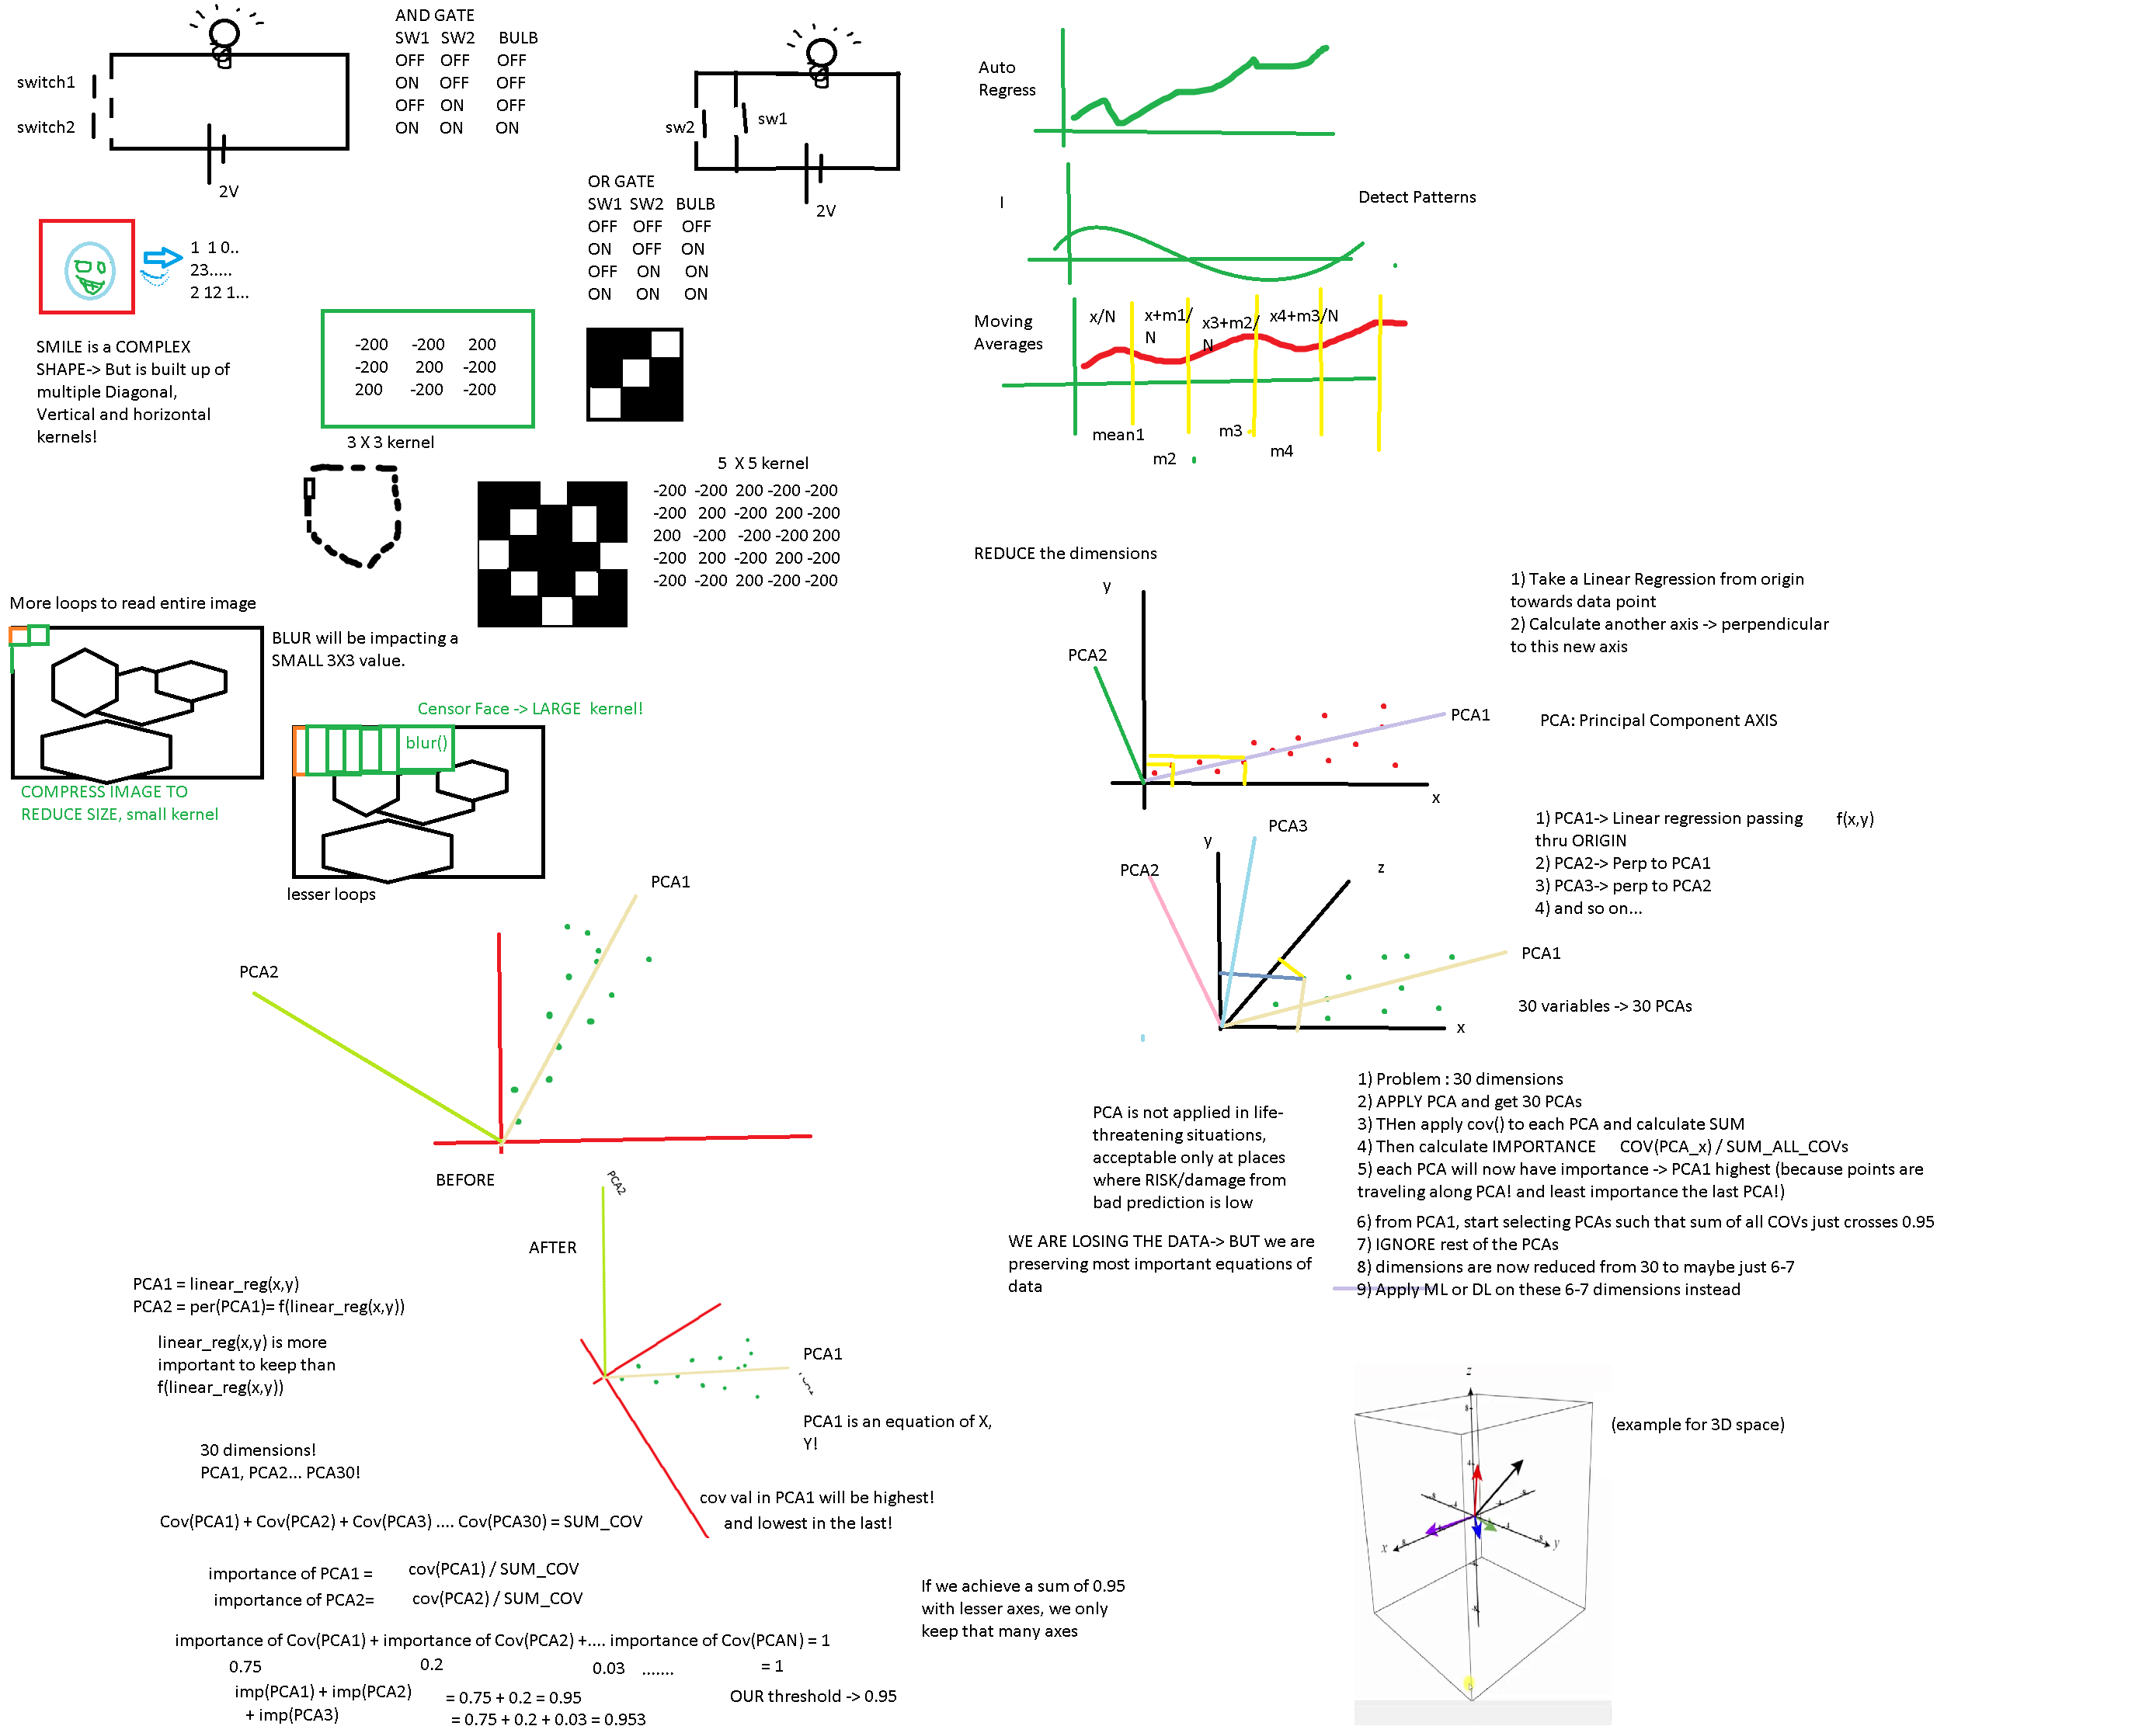 AND GATE
SW1 SW2 BULB
OFF OFF OFF
ON OFF OFF
OFF ON OFF
ON ON ON
switch1
switch2
2V
sw2
sw1
2V
OR GATE
SW1 SW2 BULB
OFF OFF OFF
ON OFF ON
OFF ON ON
ON ON ON
1 1 0..
23.....
2 12 1...
SMILE is a COMPLEX
SHAPE-> But is built up of
multiple Diagonal,
Vertical and horizontal
kernels!
-200 -200 200
-200 200 -200
200 -200 -200
3 X 3 kernel
5 X 5 kernel
-200 -200 200 -200 -200
-200 200 -200 200 -200
200 -200 -200 -200 200
-200 200 -200 200 -200
-200 -200 200 -200 -200
More loops to read entire image
BLUR will be impacting a
SMALL 3X3 value.
COMPRESS IMAGE TO
REDUCE SIZE, small kernel
Censor Face -> LARGE kernel!
blur()
lesser loops
PCA1
PCA2
BEFORE
AFTER
PCA2
PCA1
PCA1 is an equation of X,
Y!
PCA1 = linear_reg(x,y)
PCA2 = per(PCA1)= f(linear_reg(x,y))
linear_reg(x,y) is more
important to keep than
f(linear_reg(x,y))
30 dimensions!
PCA1, PCA2... PCA30!
cov val in PCA1 will be highest!
and lowest in the last!
Cov(PCA1) + Cov(PCA2) + Cov(PCA3) .... Cov(PCA30) = SUM_COV
importance of PCA1 = cov(PCA1) / SUM_COV
importance of PCA2= cov(PCA2) / SUM_COV
importance of Cov(PCA1) + importance of Cov(PCA2) +.... importance of Cov(PCAN) = 1
0.75 0.2 0.03 ....... = 1
imp(PCA1) + imp(PCA2) = 0.75 + 0.2 = 0.95
+ imp(PCA3) = 0.75 + 0.2 + 0.03 = 0.953
OUR threshold -> 0.95
If we achieve a sum of 0.95
with lesser axes, we only
keep that many axes
Auto
Regress
I
Detect Patterns
Moving
Averages
x/N
x+m1/
N
x3+m2/
N
x4+m3/N
mean1
m2
m3
m4
REDUCE the dimensions
y
PCA2
PCA1
x
1) Take a Linear Regression from origin
towards data point
2) Calculate another axis -> perpendicular
to this new axis
PCA: Principal Component AXIS
1) PCA1-> Linear regression passing f(x,y)
thru ORIGIN
2) PCA2-> Perp to PCA1
3) PCA3-> perp to PCA2
4) and so on...
y
PCA3
z
PCA2
PCA1
x
30 variables -> 30 PCAs
PCA is not applied in life-
threatening situations,
acceptable only at places
where RISK/damage from
bad prediction is low
WE ARE LOSING THE DATA-> BUT we are
preserving most important equations of
data
1) Problem : 30 dimensions
2) APPLY PCA and get 30 PCAs
3) THen apply cov() to each PCA and calculate SUM
4) Then calculate IMPORTANCE COV(PCA_x) / SUM_ALL_COVs
5) each PCA will now have importance -> PCA1 highest (because points are
traveling along PCA! and least importance the last PCA!)
6) from PCA1, start selecting PCAs such that sum of all COVs just crosses 0.95
7) IGNORE rest of the PCAs
8) dimensions are now reduced from 30 to maybe just 6-7
9) Apply ML or DL on these 6-7 dimensions instead
(example for 3D space)
z
8
4
x
y